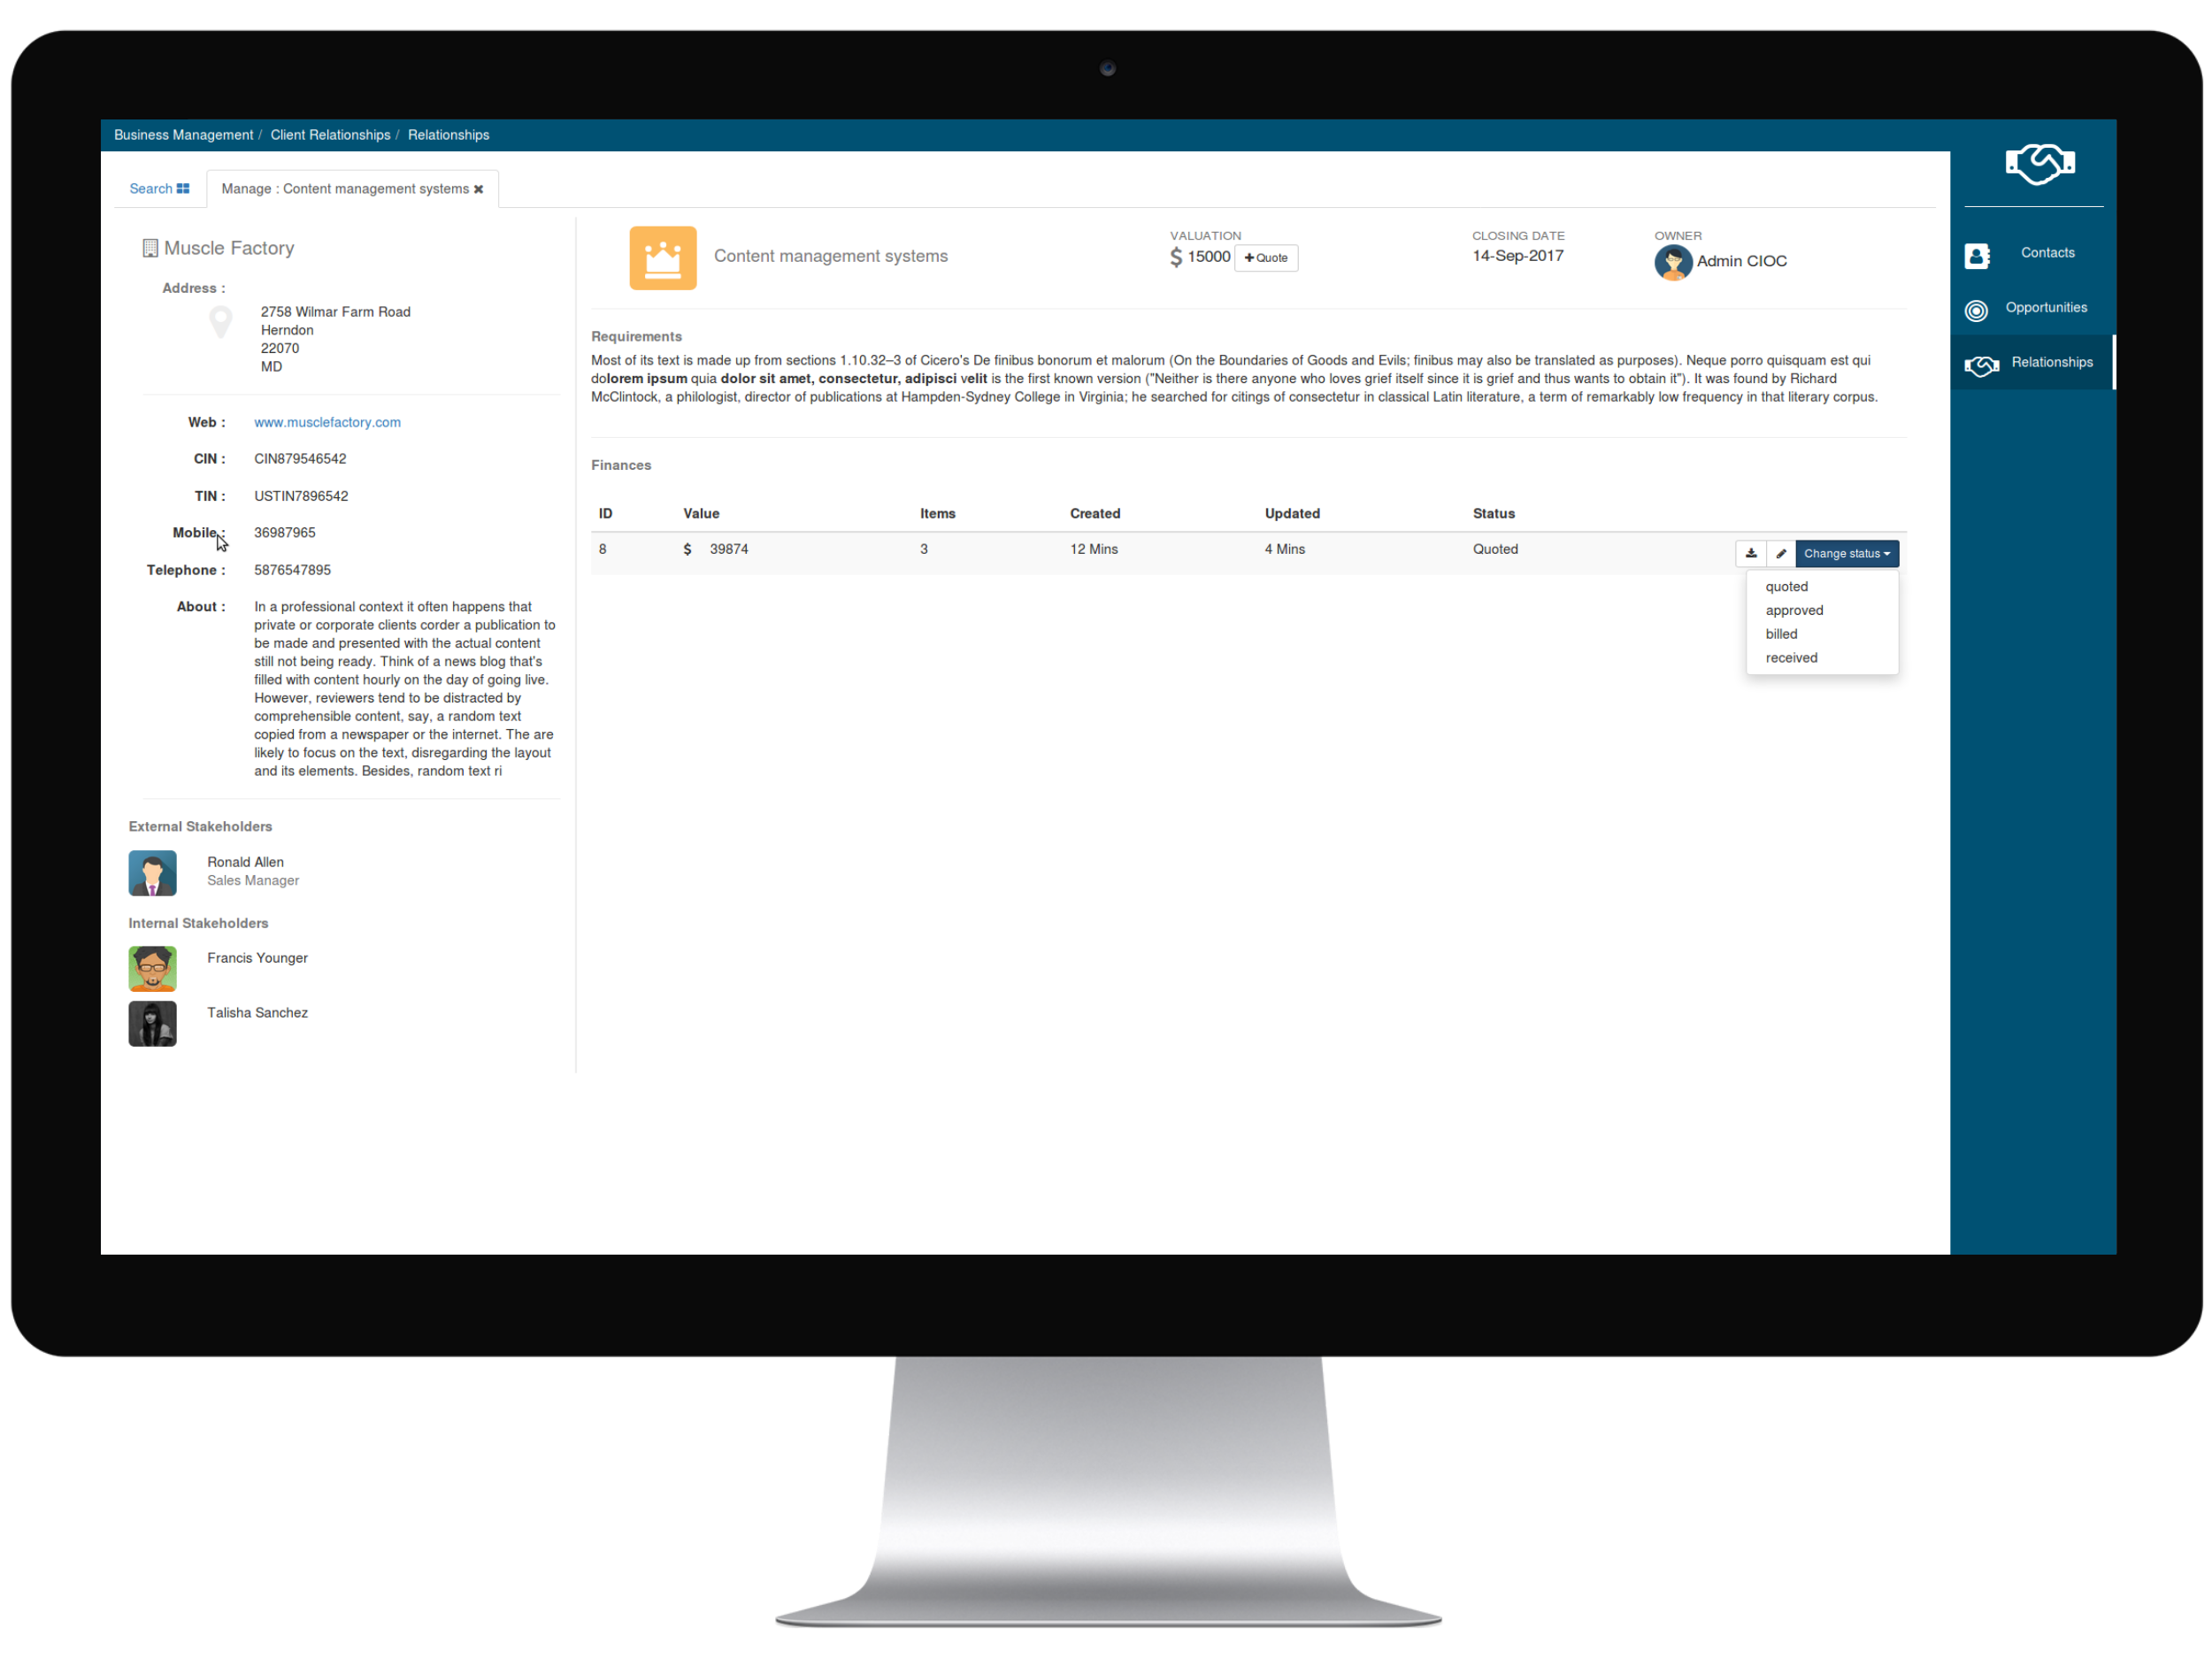 Business Management / Client Relationships / Relationships
Search
Manage : Content management systems
Muscle Factory
Address :
2758 Wilmar Farm Road
Herndon
22070
MD
Web : www.musclefactory.com
CIN : CIN879546542
TIN : USTIN7896542
Mobile : 36987965
Telephone : 5876547895
About : In a professional context it often happens that
private or corporate clients corder a publication to
be made and presented with the actual content
still not being ready. Think of a news blog that's
filled with content hourly on the day of going live.
However, reviewers tend to be distracted by
comprehensible content, say, a random text
copied from a newspaper or the internet. The are
likely to focus on the text, disregarding the layout
and its elements. Besides, random text ri
External Stakeholders
Ronald Allen
Sales Manager
Internal Stakeholders
Francis Younger
Talisha Sanchez
Content management systems
VALUATION
$ 15000 +Quote
CLOSING DATE
14-Sep-2017
OWNER
Admin CIOC
Requirements
Most of its text is made up from sections 1.10.32–3 of Cicero's De finibus bonorum et malorum (On the Boundaries of Goods and Evils; finibus may also be translated as purposes). Neque porro quisquam est qui
dolorem ipsum quia dolor sit amet, consectetur, adipisci velit is the first known version ("Neither is there anyone who loves grief itself since it is grief and thus wants to obtain it"). It was found by Richard
McClintock, a philologist, director of publications at Hampden-Sydney College in Virginia; he searched for citings of consectetur in classical Latin literature, a term of remarkably low frequency in that literary corpus.
Finances
ID Value Items Created Updated Status
8 $ 39874 3 12 Mins 4 Mins Quoted Change status
quoted
approved
billed
received
Contacts
Opportunities
Relationships